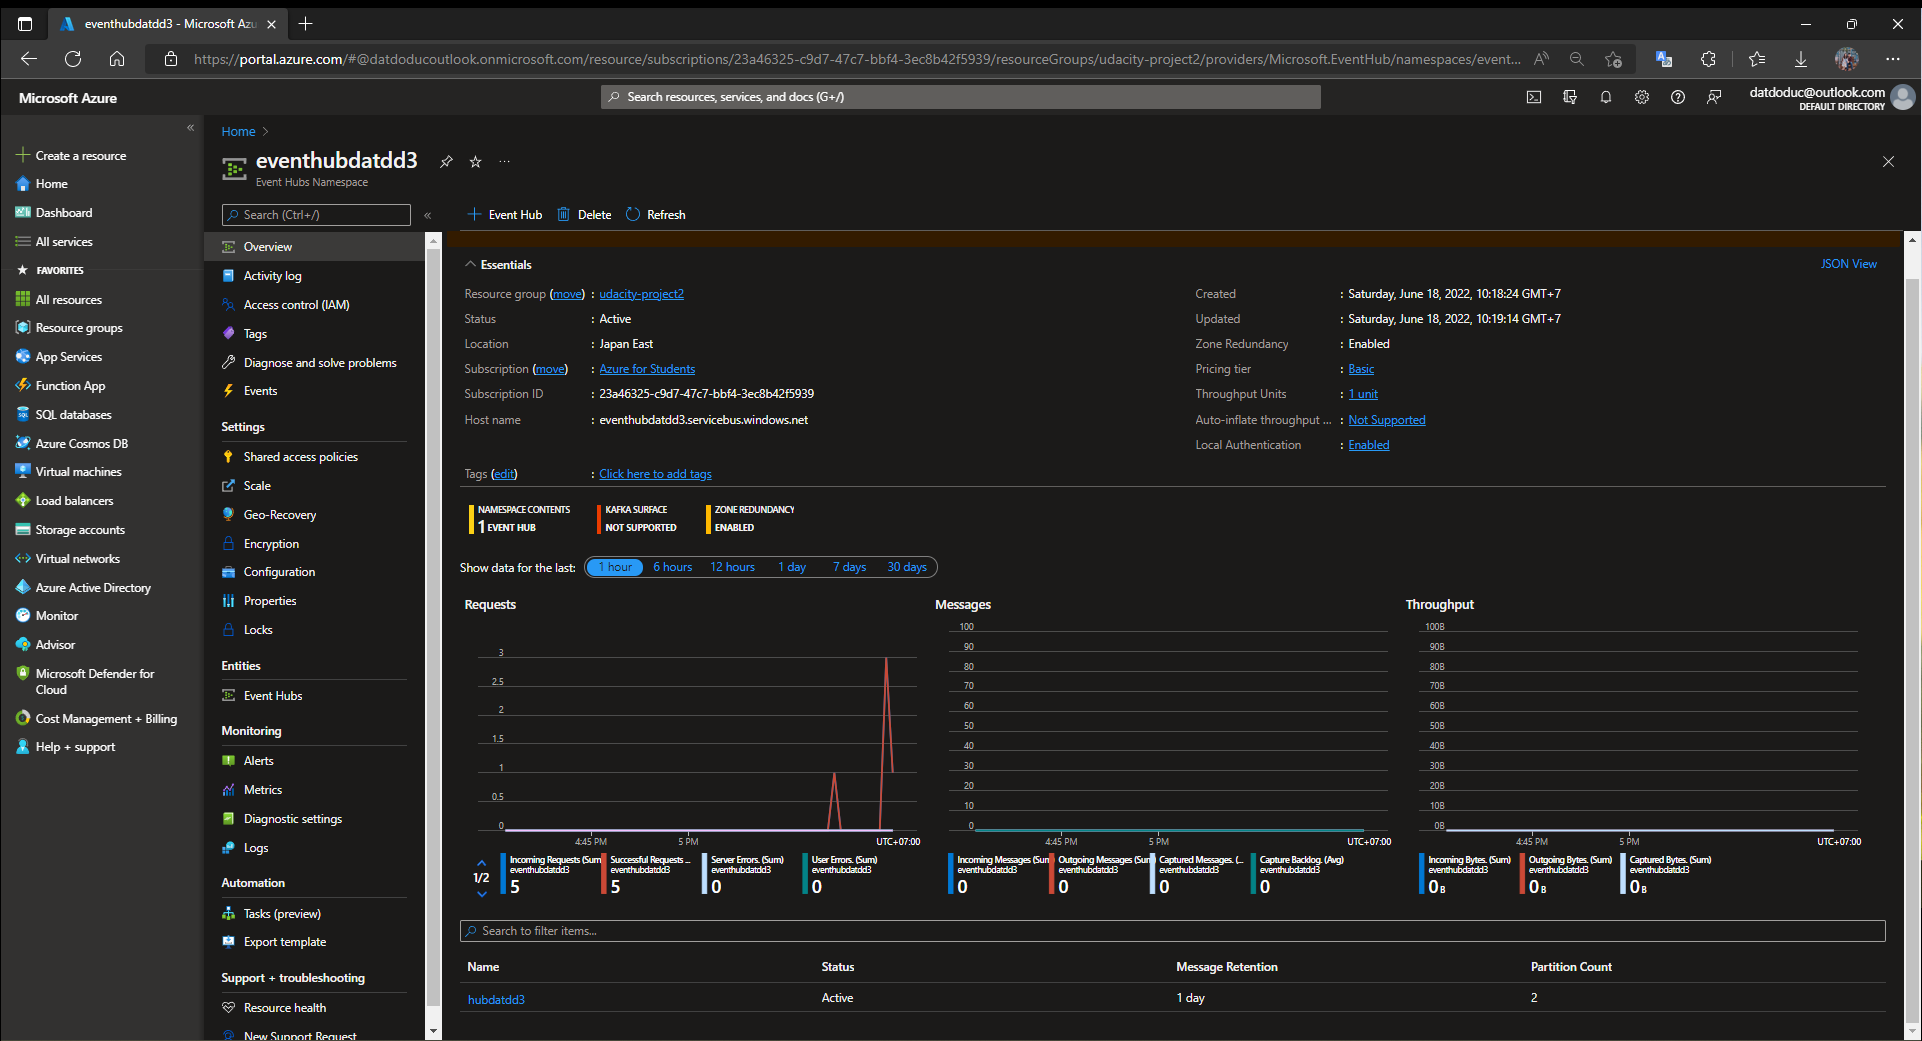 eventhubdatdd3 - Microsoft Azu
https://portal.azure.com/#@datdoducoutlook.onmicrosoft.com/resource/subscriptions/23a46325-c9d7-47c7-bbf4-3ec8b42f5939/resourceGroups/udacity-project2/providers/Microsoft.EventHub/namespaces/event...
Microsoft Azure
Search resources, services, and docs (G+/)
datdoduc@outlook.com
DEFAULT DIRECTORY
Create a resource
Home
Dashboard
All services
FAVORITES
All resources
Resource groups
App Services
Function App
SQL databases
Azure Cosmos DB
Virtual machines
Load balancers
Storage accounts
Virtual networks
Azure Active Directory
Monitor
Advisor
Microsoft Defender for
Cloud
Cost Management + Billing
Help + support
Home
eventhubdatdd3
Event Hubs Namespace
Search (Ctrl+/)
Overview
Activity log
Access control (IAM)
Tags
Diagnose and solve problems
Events
Settings
Shared access policies
Scale
Geo-Recovery
Encryption
Configuration
Properties
Locks
Entities
Event Hubs
Monitoring
Alerts
Metrics
Diagnostic settings
Logs
Automation
Tasks (preview)
Export template
Support + troubleshooting
Resource health
New Support Request
Event Hub Delete Refresh
Essentials
JSON View
Resource group (move) : udacity-project2
Status : Active
Location : Japan East
Subscription (move) : Azure for Students
Subscription ID : 23a46325-c9d7-47c7-bbf4-3ec8b42f5939
Host name : eventhubdatdd3.servicebus.windows.net
Created : Saturday, June 18, 2022, 10:18:24 GMT+7
Updated : Saturday, June 18, 2022, 10:19:14 GMT+7
Zone Redundancy : Enabled
Pricing tier : Basic
Throughput Units : 1 unit
Auto-inflate throughput ... : Not Supported
Local Authentication : Enabled
Tags (edit) : Click here to add tags
NAMESPACE CONTENTS
1 EVENT HUB
KAFKA SURFACE
NOT SUPPORTED
ZONE REDUNDANCY
ENABLED
Show data for the last: 1 hour 6 hours 12 hours 1 day 7 days 30 days
Requests
3
2.5
2
1.5
1
0.5
0
4:45 PM 5 PM UTC+07:00
1/2
Incoming Requests (Sum)
eventhubdatdd3
5
Successful Requests ...
eventhubdatdd3
5
Server Errors. (Sum)
eventhubdatdd3
0
User Errors. (Sum)
eventhubdatdd3
0
Messages
100
90
80
70
60
50
40
30
20
10
0
4:45 PM 5 PM UTC+07:00
Incoming Messages (Sum)
eventhubdatdd3
0
Outgoing Messages (Sum)
eventhubdatdd3
0
Captured Messages. (...
eventhubdatdd3
0
Capture Backlog. (Avg)
eventhubdatdd3
0
Throughput
100B
90B
80B
70B
60B
50B
40B
30B
20B
10B
0B
4:45 PM 5 PM UTC+07:00
Incoming Bytes. (Sum)
eventhubdatdd3
0 B
Outgoing Bytes. (Sum)
eventhubdatdd3
0 B
Captured Bytes. (Sum)
eventhubdatdd3
0 B
Search to filter items...
Name Status Message Retention Partition Count
hubdatdd3 Active 1 day 2